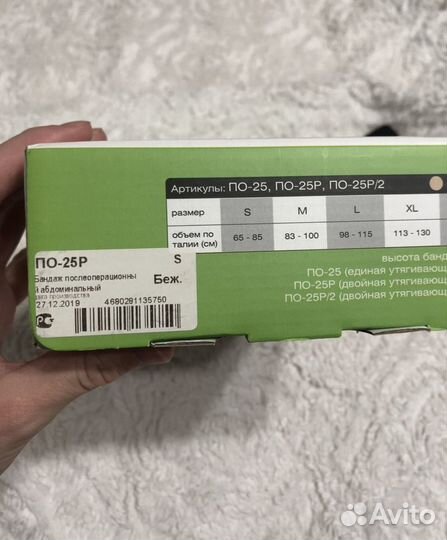 Артикулы: ПО-25, ПО-25Р, ПО-25Р/2
размер S M L XL
объем по талии (см) 65 - 85 83 - 100 98 - 115 113 - 130
высота банд
ПО-25 (единая утягивающ
ПО-25Р (двойная утягивающ
ПО-25Р/2 (двойная утягивающ
ПО-25Р S
Бандаж послеоперационны
й абдоминальный Беж.
дата производства
27.12.2019 4680281135750
Avito